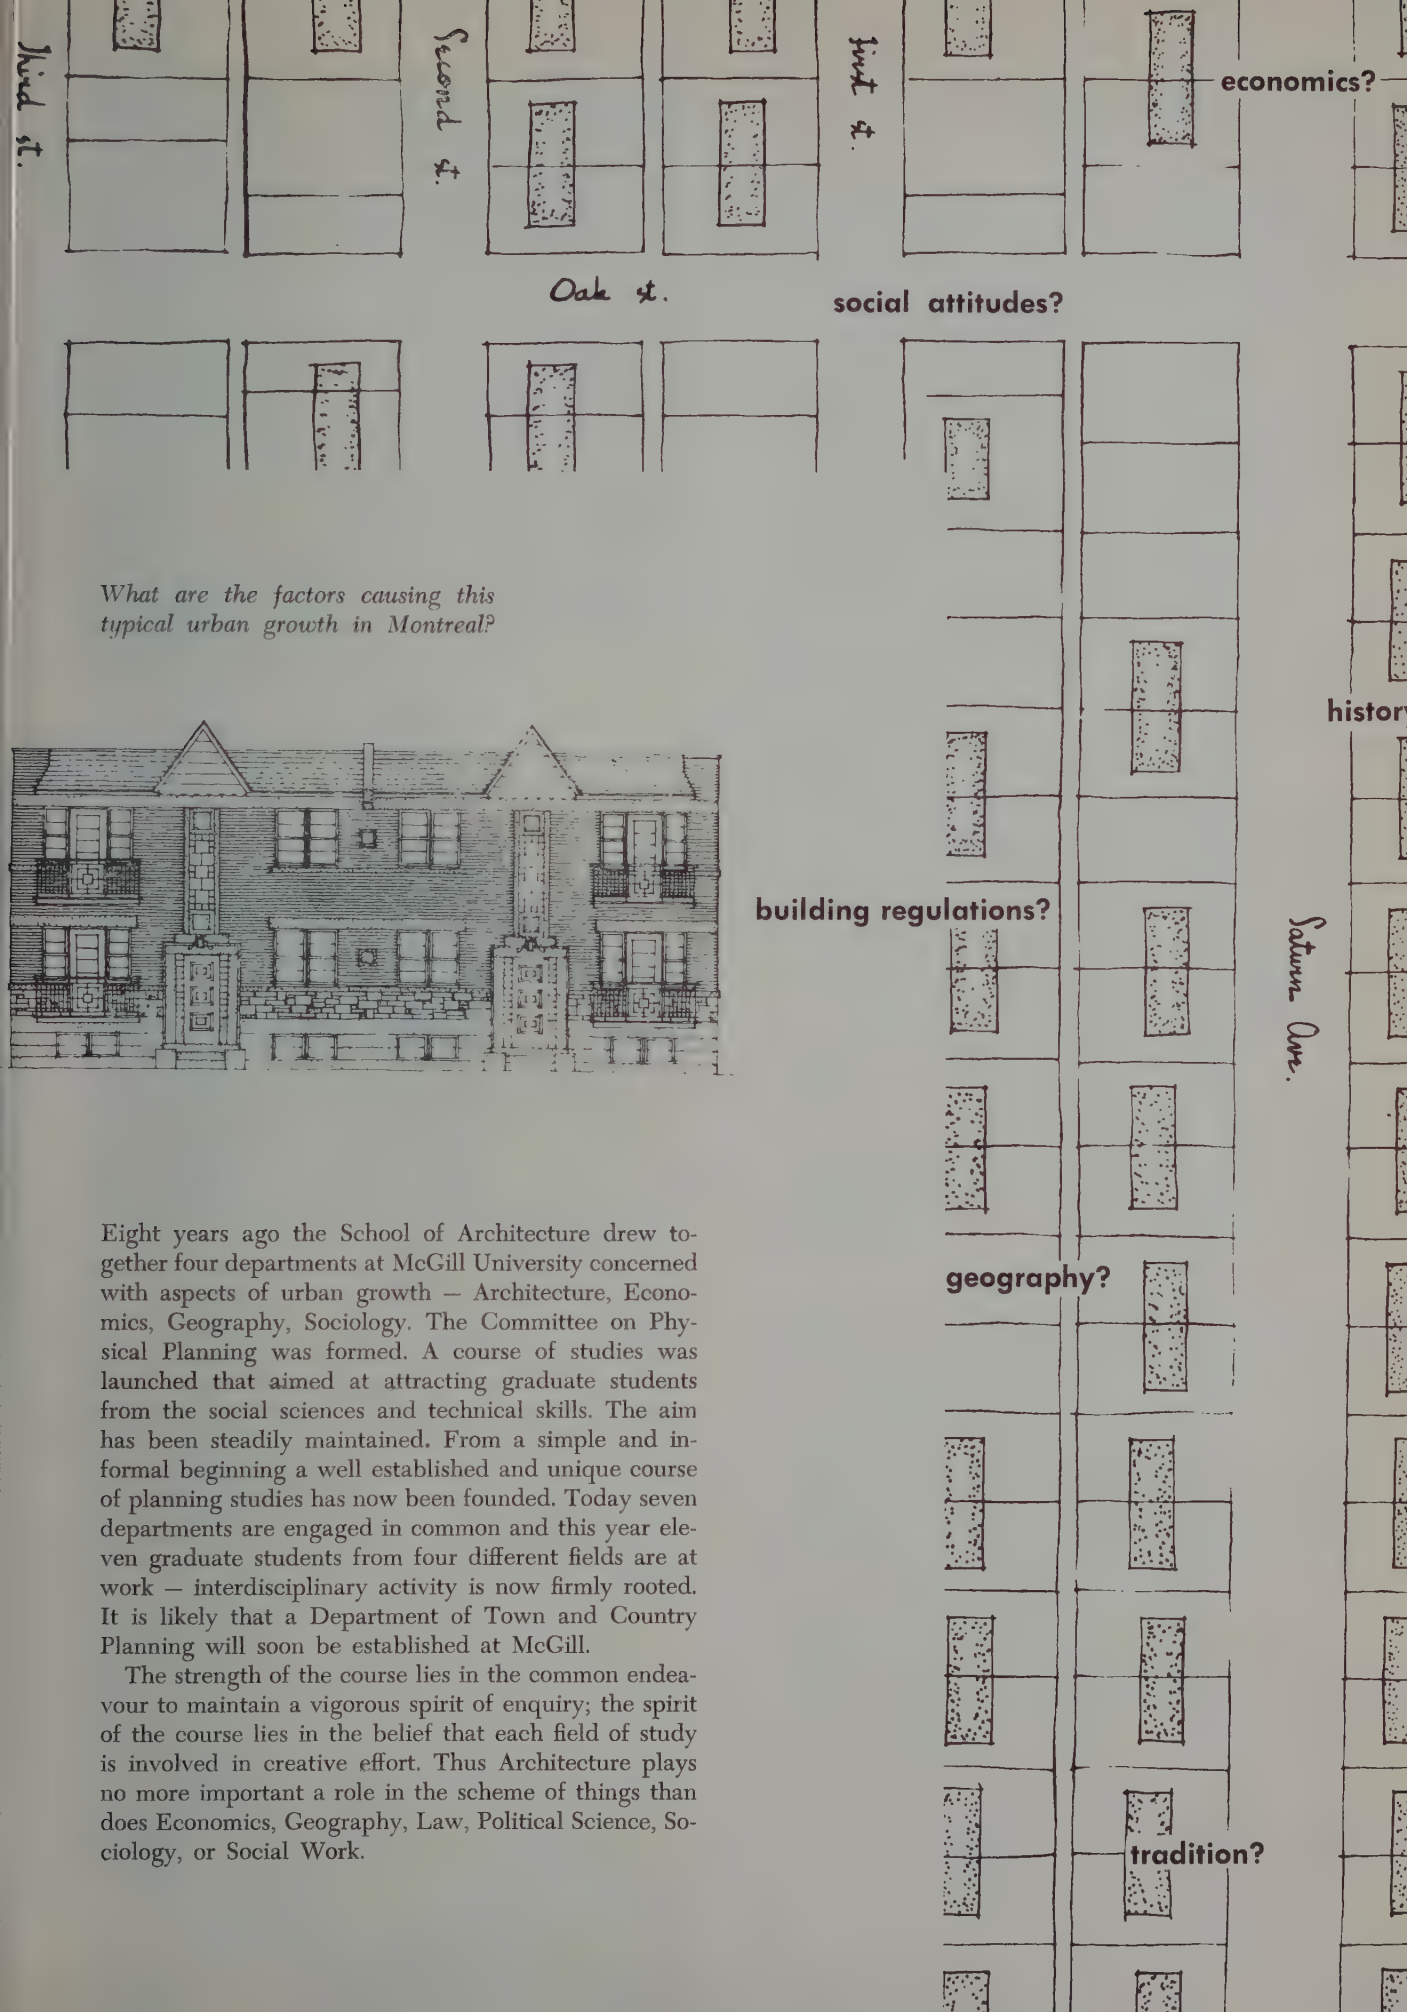 Third st.
Second st.
First st.
economics?
Oak st.
social attitudes?
What are the factors causing this
typical urban growth in Montreal?
history
building regulations?
Saturn Ave.
Eight years ago the School of Architecture drew to-
gether four departments at McGill University concerned
with aspects of urban growth — Architecture, Econo-
mics, Geography, Sociology. The Committee on Phy-
sical Planning was formed. A course of studies was
launched that aimed at attracting graduate students
from the social sciences and technical skills. The aim
has been steadily maintained. From a simple and in-
formal beginning a well established and unique course
of planning studies has now been founded. Today seven
departments are engaged in common and this year ele-
ven graduate students from four different fields are at
work — interdisciplinary activity is now firmly rooted.
It is likely that a Department of Town and Country
Planning will soon be established at McGill.
The strength of the course lies in the common endea-
vour to maintain a vigorous spirit of enquiry; the spirit
of the course lies in the belief that each field of study
is involved in creative effort. Thus Architecture plays
no more important a role in the scheme of things than
does Economics, Geography, Law, Political Science, So-
ciology, or Social Work.
geography?
tradition?